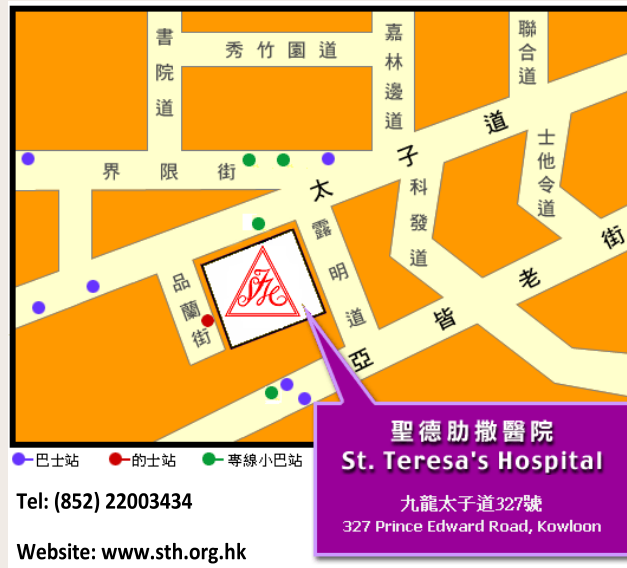 書院道
秀竹園道
嘉林邊道
聯合道
界限街
太子道
士他令道
科發道
露明道
品蘭街
亞皆老街
STH
聖德肋撒醫院
St. Teresa's Hospital
九龍太子道327號
327 Prince Edward Road, Kowloon
巴士站 的士站 專線小巴站
Tel: (852) 22003434
Website: www.sth.org.hk